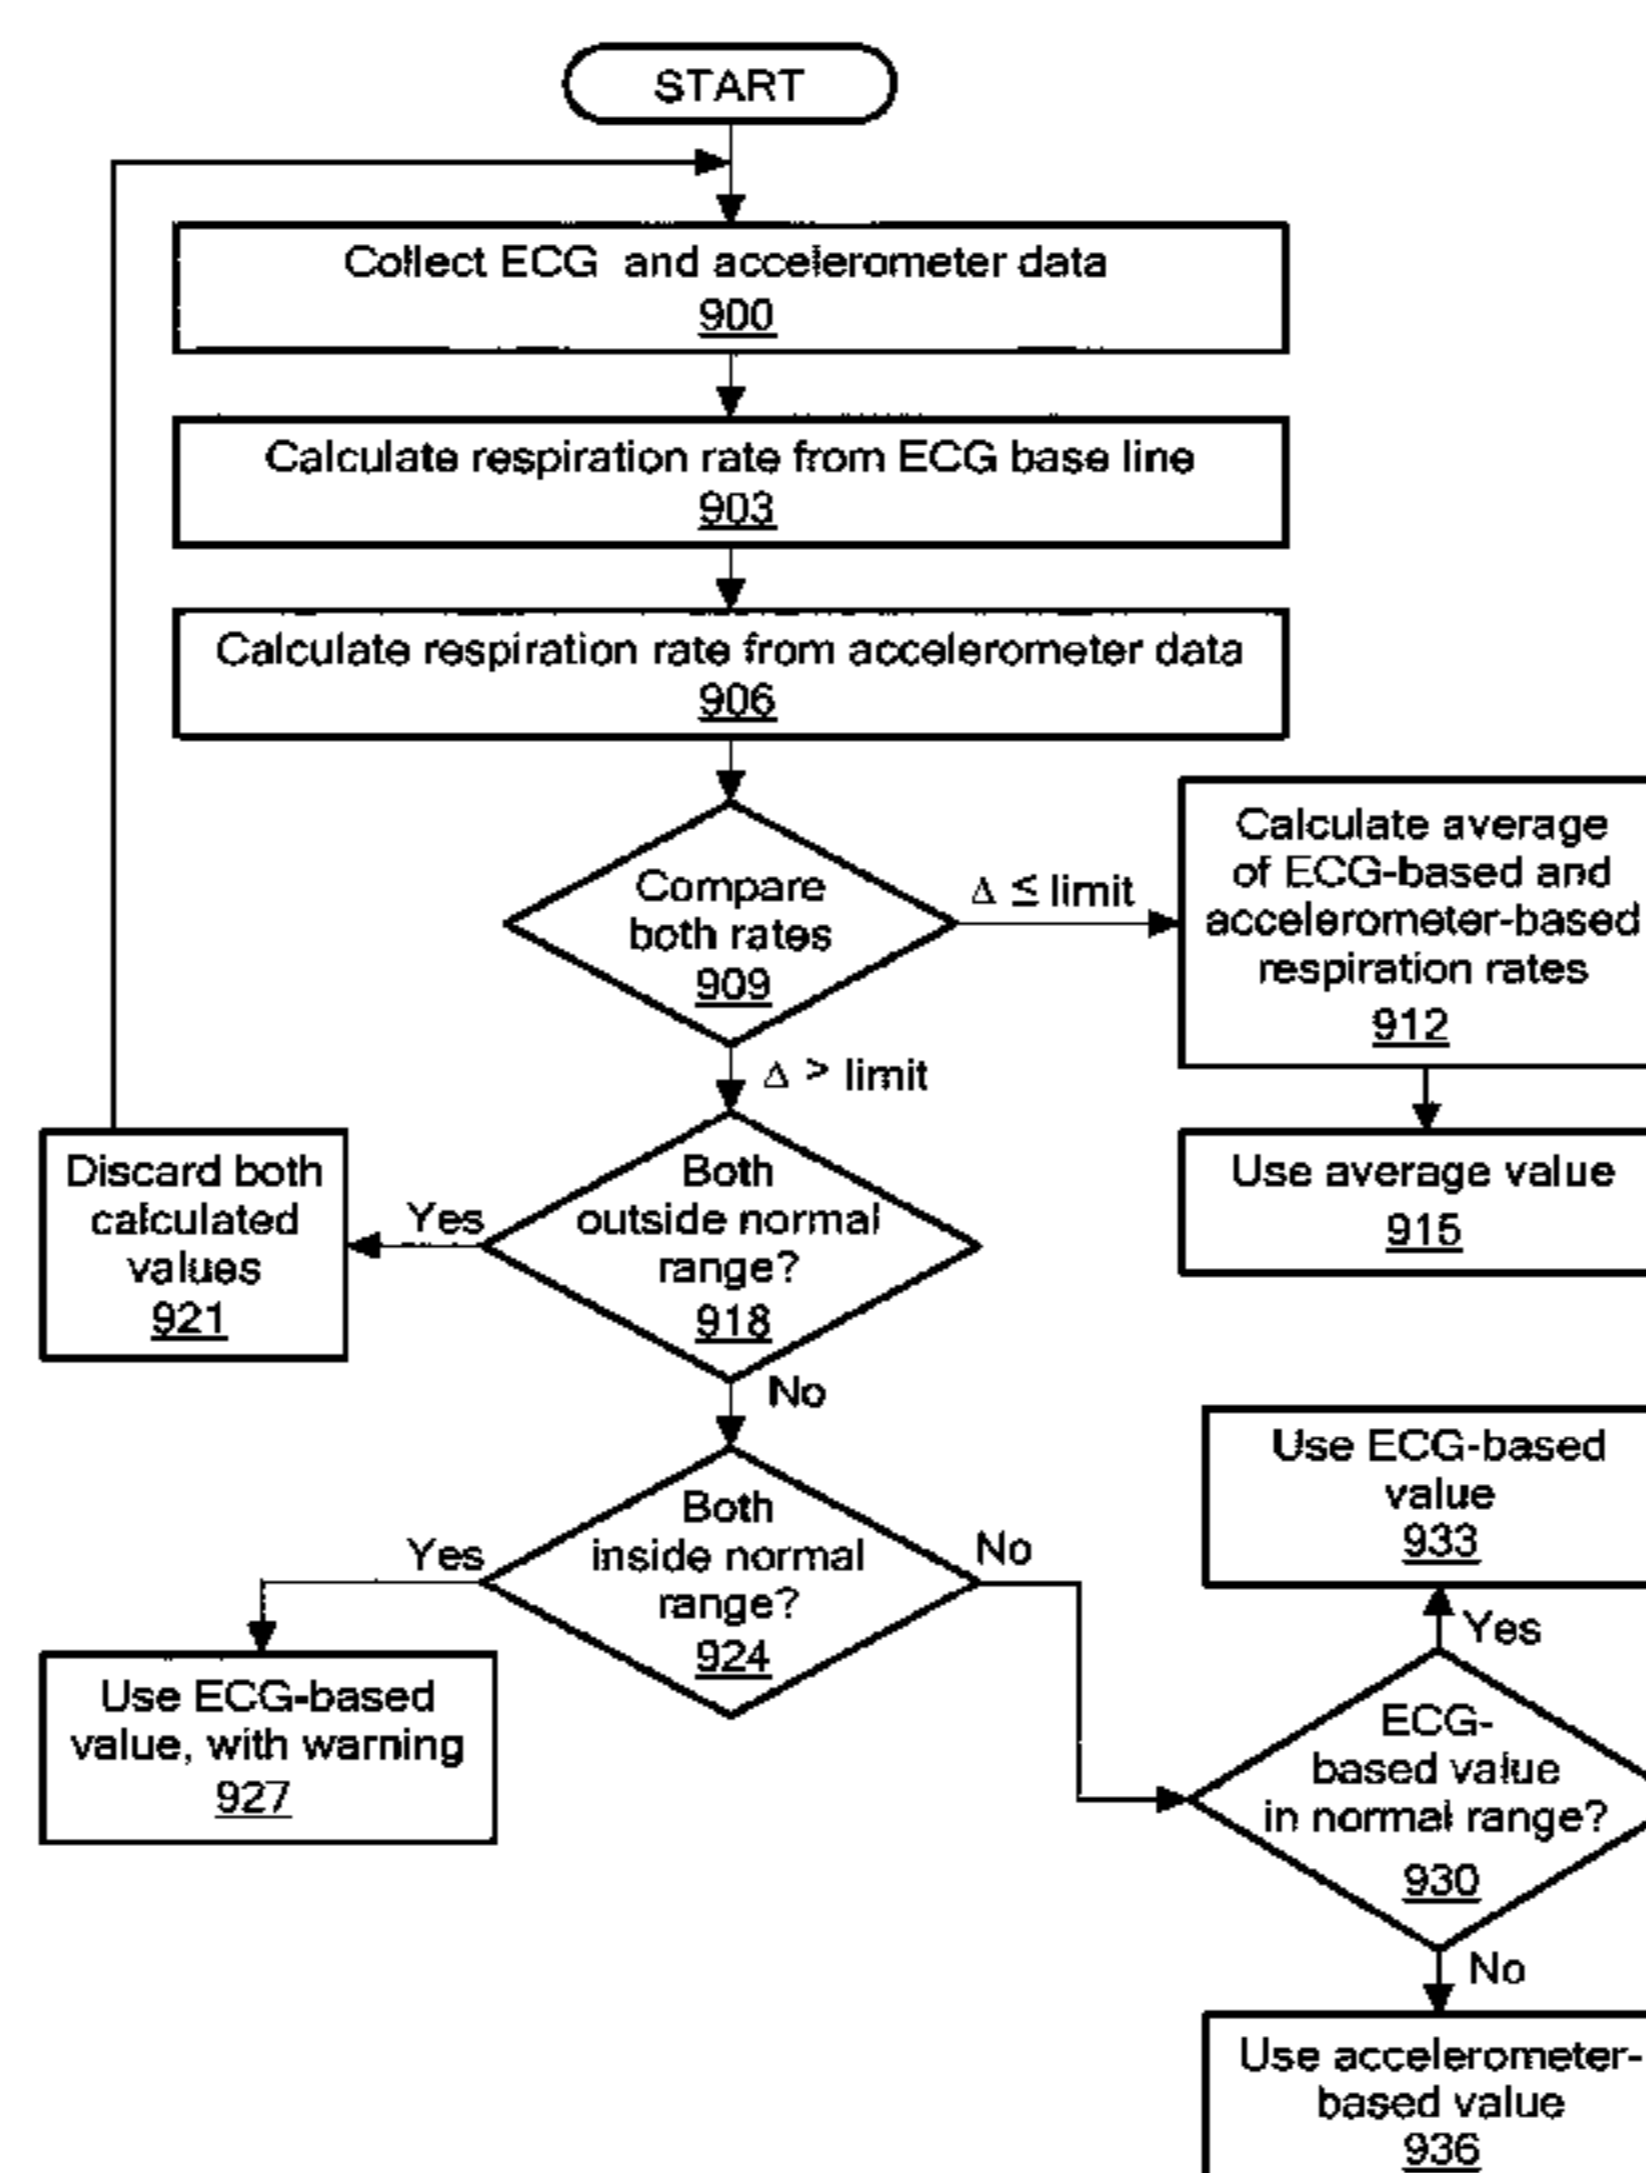 START
Collect ECG and accelerometer data
900
Calculate respiration rate from ECG base line
903
Calculate respiration rate from accelerometer data
906
Compare
both rates
909
Δ ≤ limit
Calculate average
of ECG-based and
accelerometer-based
respiration rates
912
Δ > limit
Use average value
915
Both
outside normal
range?
918
Yes
Discard both
calculated
values
921
No
Both
inside normal
range?
924
Yes
Use ECG-based
value, with warning
927
No
Use ECG-based
value
933
Yes
ECG-
based value
in normal range?
930
No
Use accelerometer-
based value
936